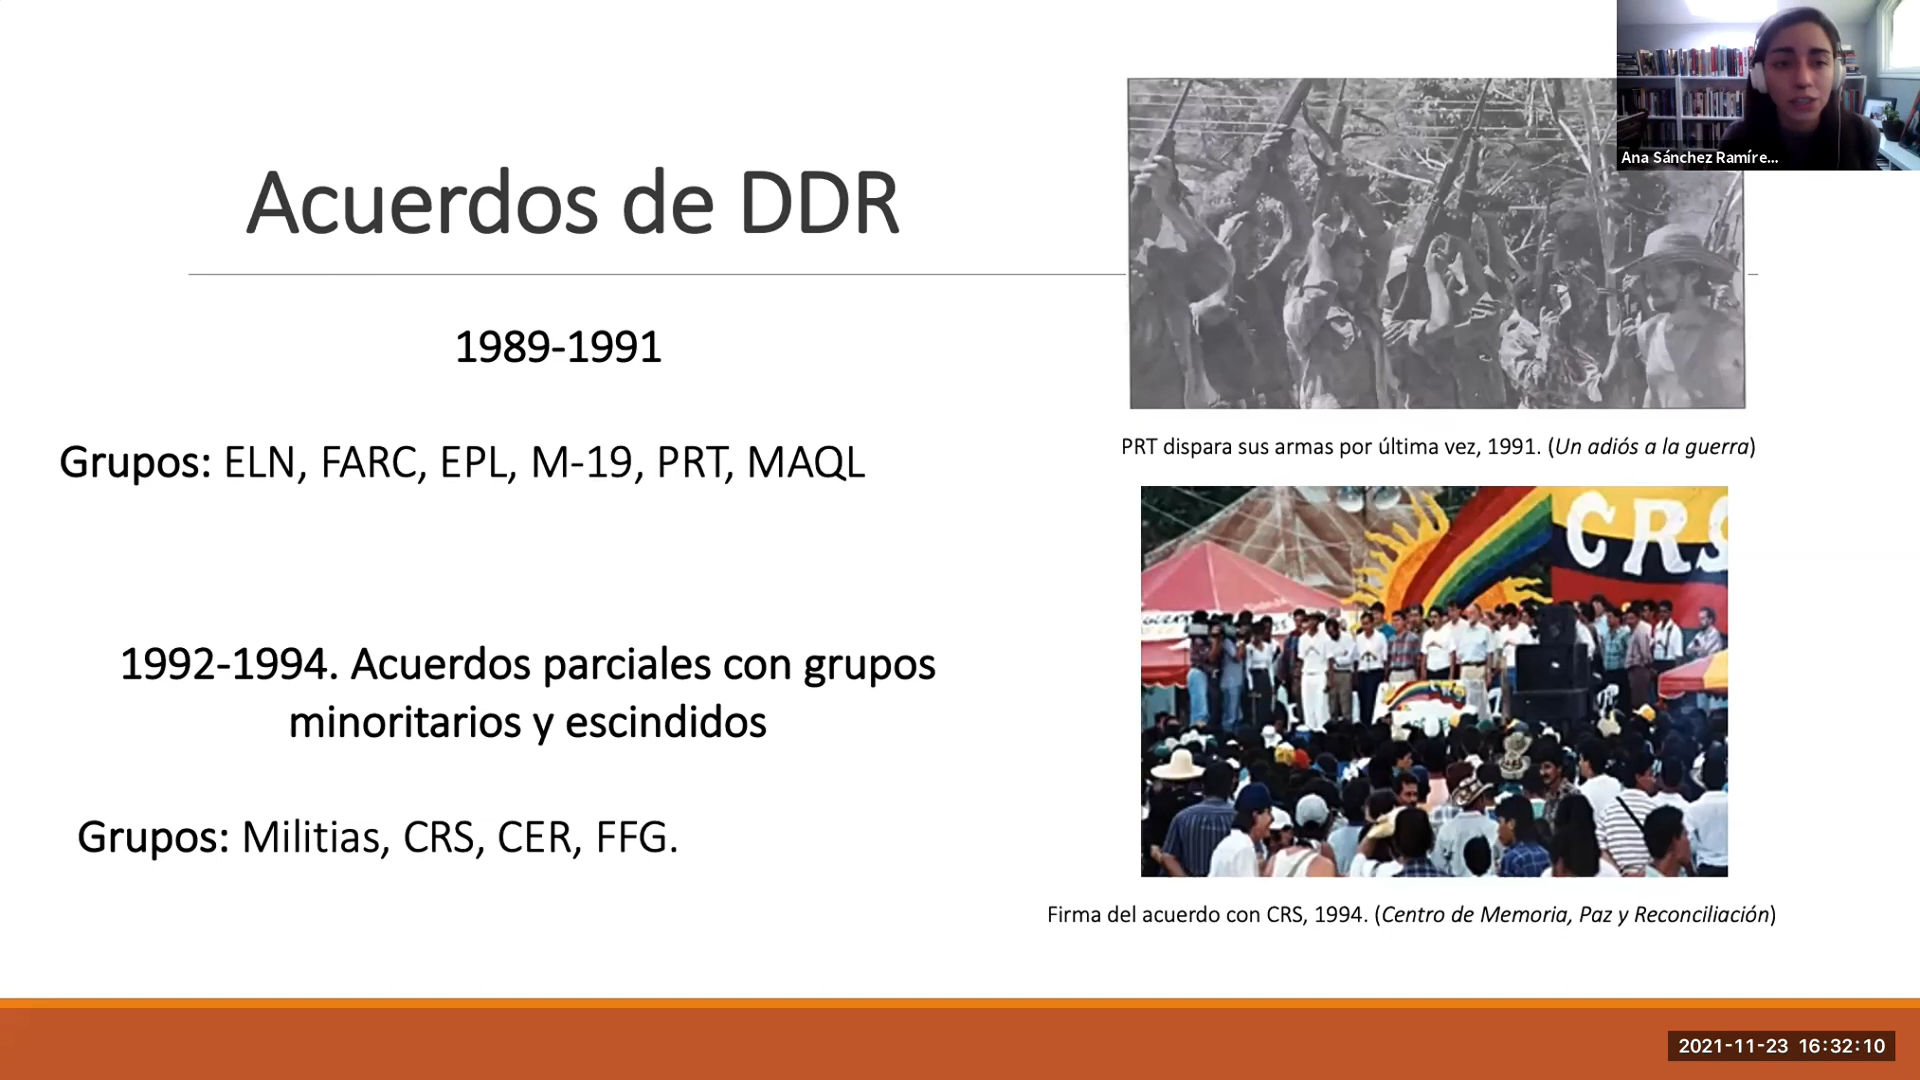 Acuerdos de DDR
1989-1991
Grupos: ELN, FARC, EPL, M-19, PRT, MAQL
1992-1994. Acuerdos parciales con grupos
minoritarios y escindidos
Grupos: Militias, CRS, CER, FFG.
Ana Sánchez Ramíre...
PRT dispara sus armas por última vez, 1991. (Un adiós a la guerra)
CRS
Firma del acuerdo con CRS, 1994. (Centro de Memoria, Paz y Reconciliación)
2021-11-23 16:32:10